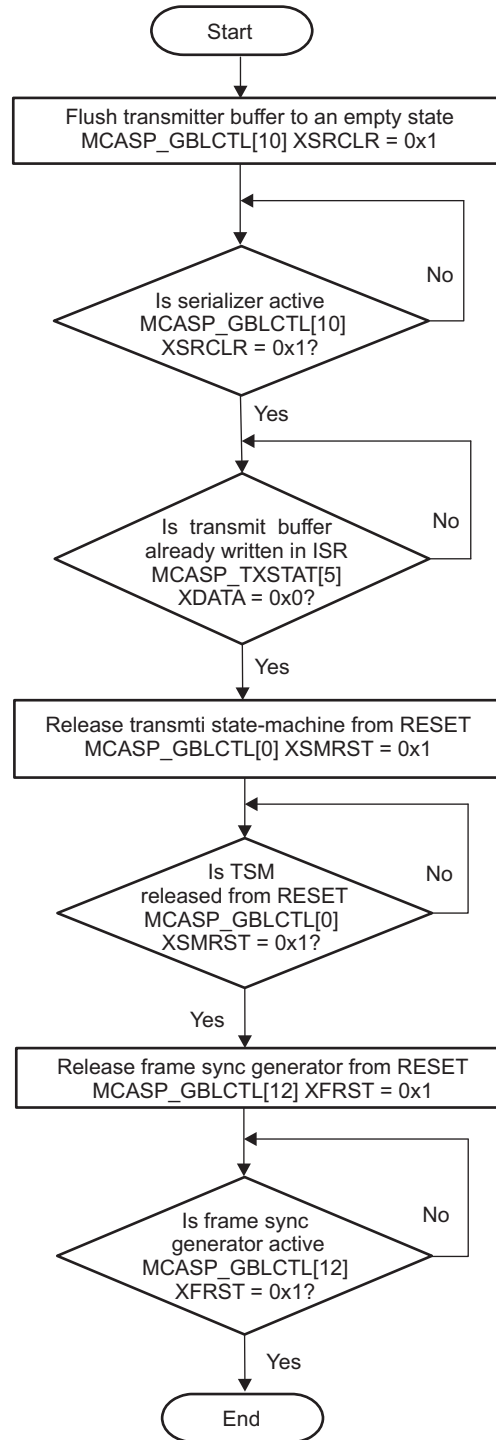 Start
Flush transmitter buffer to an empty state
MCASP_GBLCTL[10] XSRCLR = 0x1
No
Is serializer active
MCASP_GBLCTL[10]
XSRCLR = 0x1?
Yes
No
Is transmit buffer
already written in ISR
MCASP_TXSTAT[5]
XDATA = 0x0?
Yes
Release transmti state-machine from RESET
MCASP_GBLCTL[0] XSMRST = 0x1
No
Is TSM
released from RESET
MCASP_GBLCTL[0]
XSMRST = 0x1?
Yes
Release frame sync generator from RESET
MCASP_GBLCTL[12] XFRST = 0x1
No
Is frame sync
generator active
MCASP_GBLCTL[12]
XFRST = 0x1?
Yes
End